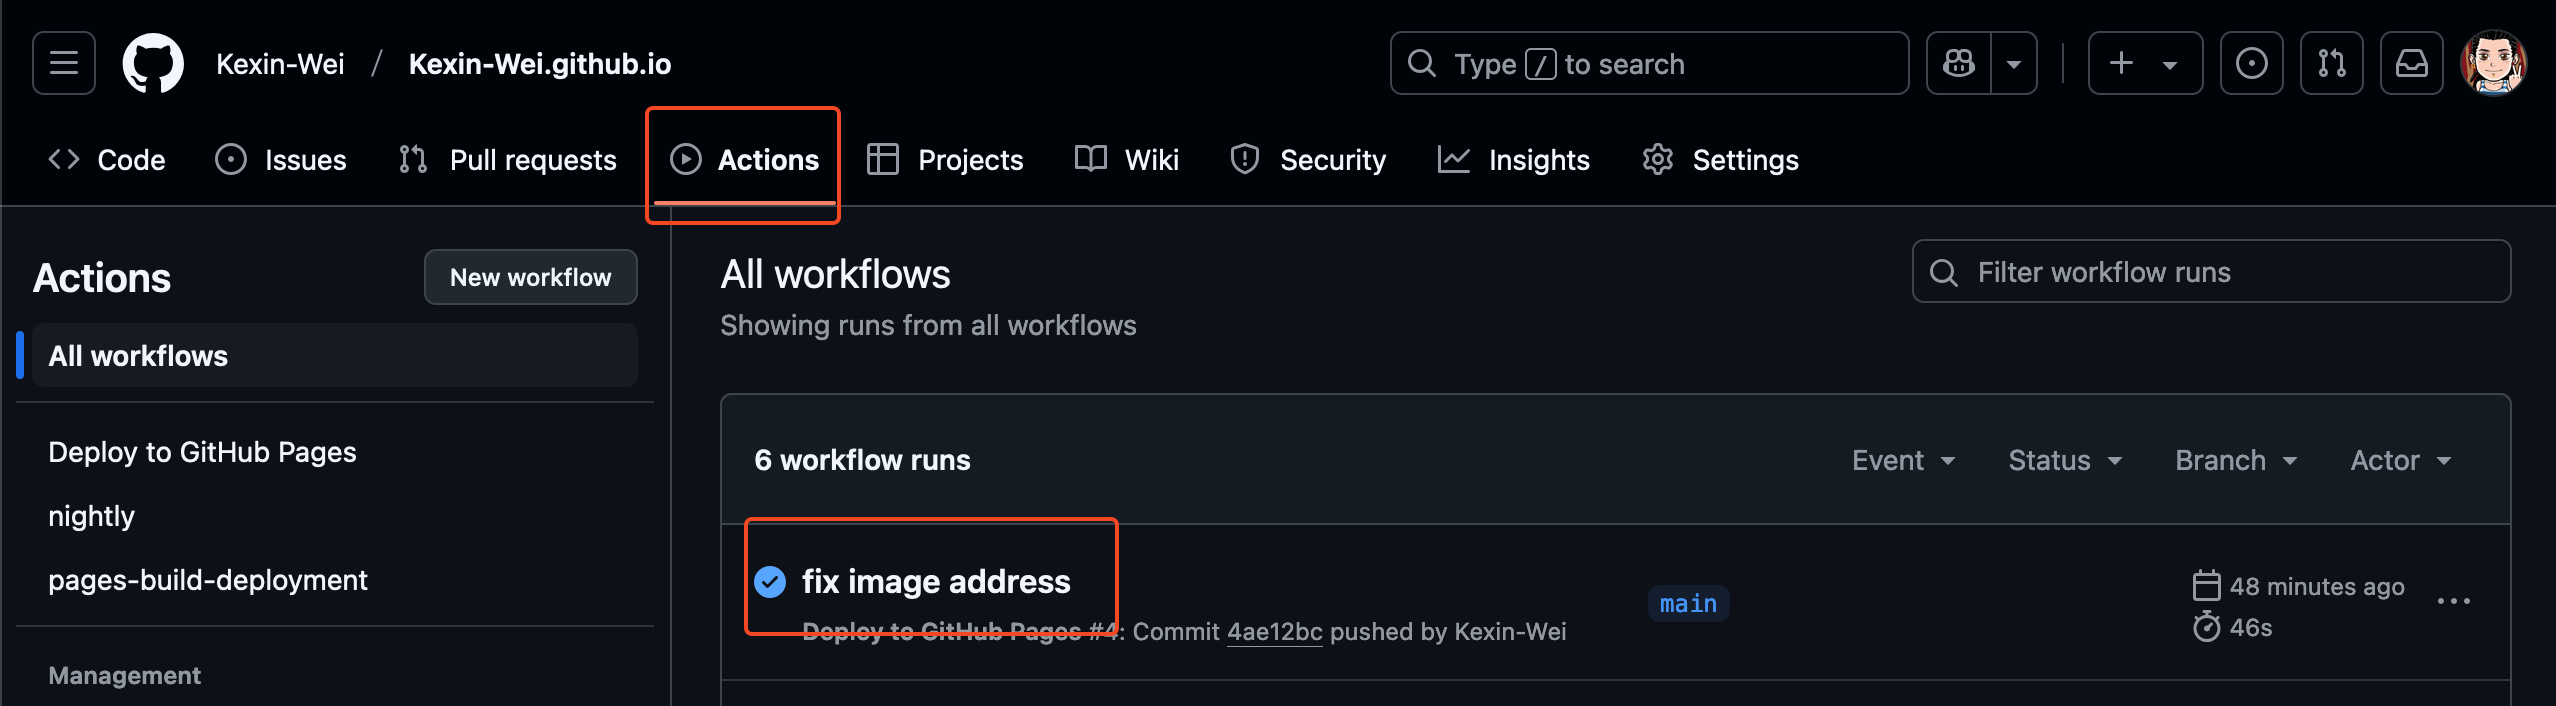 Kexin-Wei / Kexin-Wei.github.io
Type / to search
Code
Issues
Pull requests
Actions
Projects
Wiki
Security
Insights
Settings
Actions
New workflow
All workflows
Deploy to GitHub Pages
nightly
pages-build-deployment
Management
All workflows
Showing runs from all workflows
Filter workflow runs
6 workflow runs
Event
Status
Branch
Actor
fix image address
Deploy to GitHub Pages #4: Commit 4ae12bc pushed by Kexin-Wei
main
48 minutes ago
46s